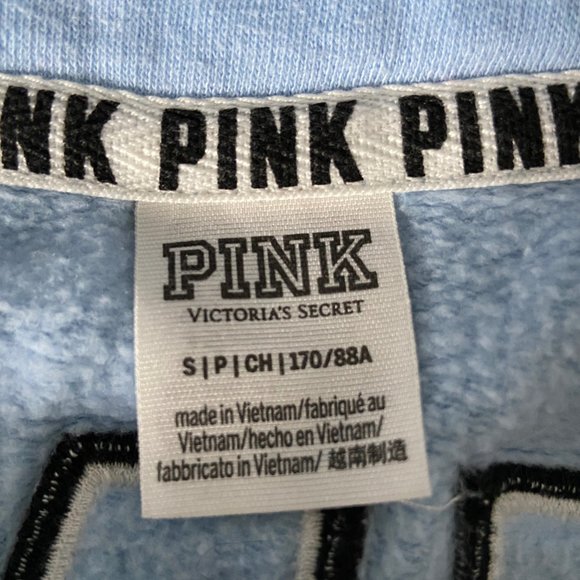 NK PINK PINK
PINK
VICTORIA'S SECRET
S|P|CH|170/88A
made in Vietnam/fabriqué au
Vietnam/hecho en Vietnam/
fabbricato in Vietnam/ 越南制造